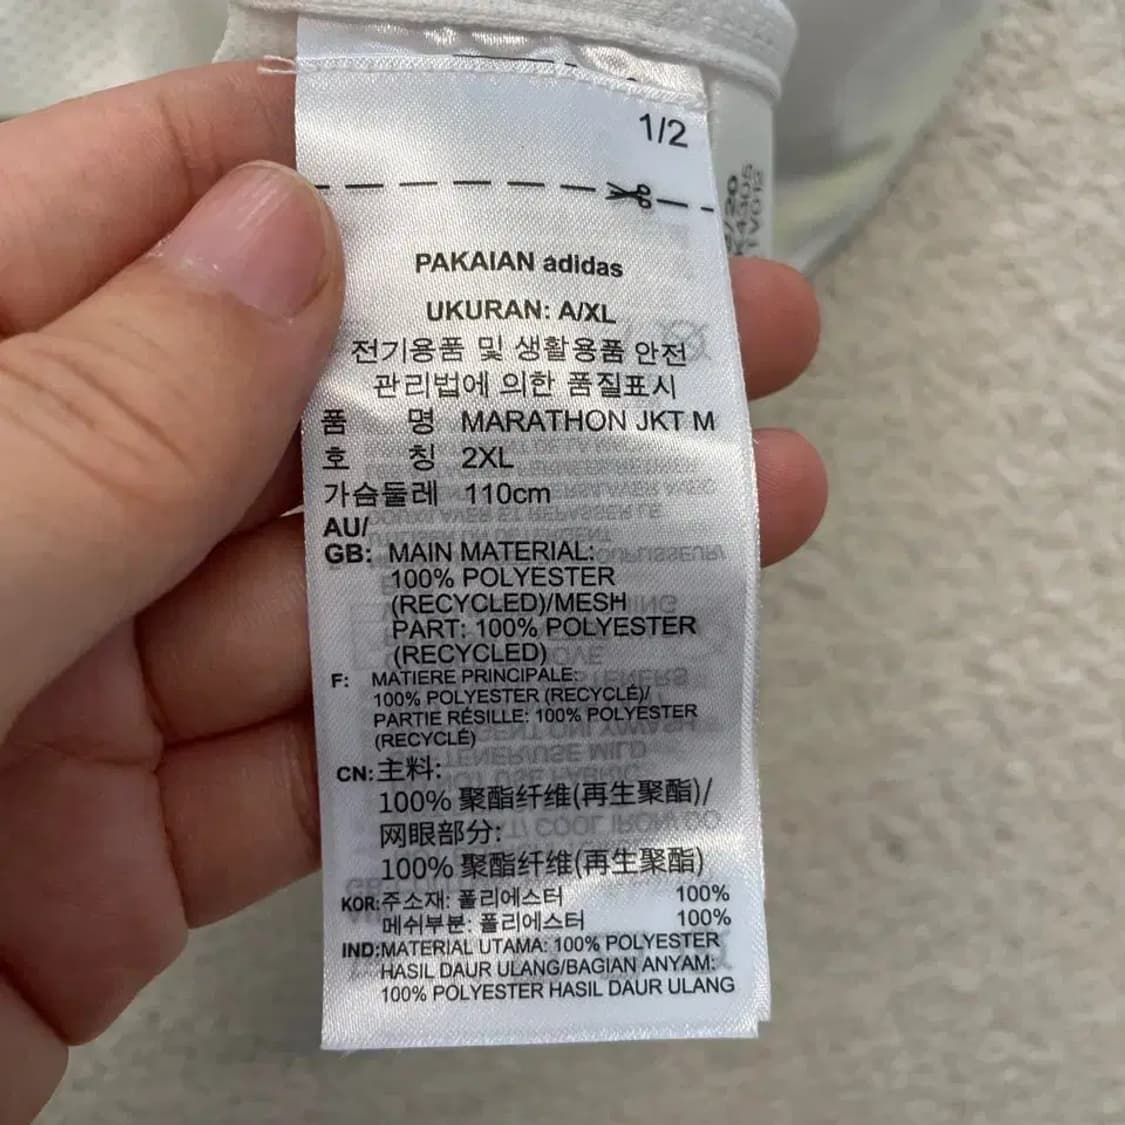 1/2
PAKAIAN adidas
UKURAN: A/XL
전기용품 및 생활용품 안전
관리법에 의한 품질표시
품 명 MARATHON JKT M
호 칭 2XL
가슴둘레 110cm
AU/
GB: MAIN MATERIAL:
100% POLYESTER
(RECYCLED)/MESH
PART: 100% POLYESTER
(RECYCLED)
F: MATIERE PRINCIPALE:
100% POLYESTER (RECYCLÉ)/
PARTIE RÉSILLE: 100% POLYESTER
(RECYCLÉ)
CN: 主料:
100% 聚酯纤维(再生聚酯)/
网眼部分:
100% 聚酯纤维(再生聚酯)
KOR: 주소재: 폴리에스터 100%
메쉬부분: 폴리에스터 100%
IND: MATERIAL UTAMA: 100% POLYESTER
HASIL DAUR ULANG/BAGIAN ANYAM:
100% POLYESTER HASIL DAUR ULANG